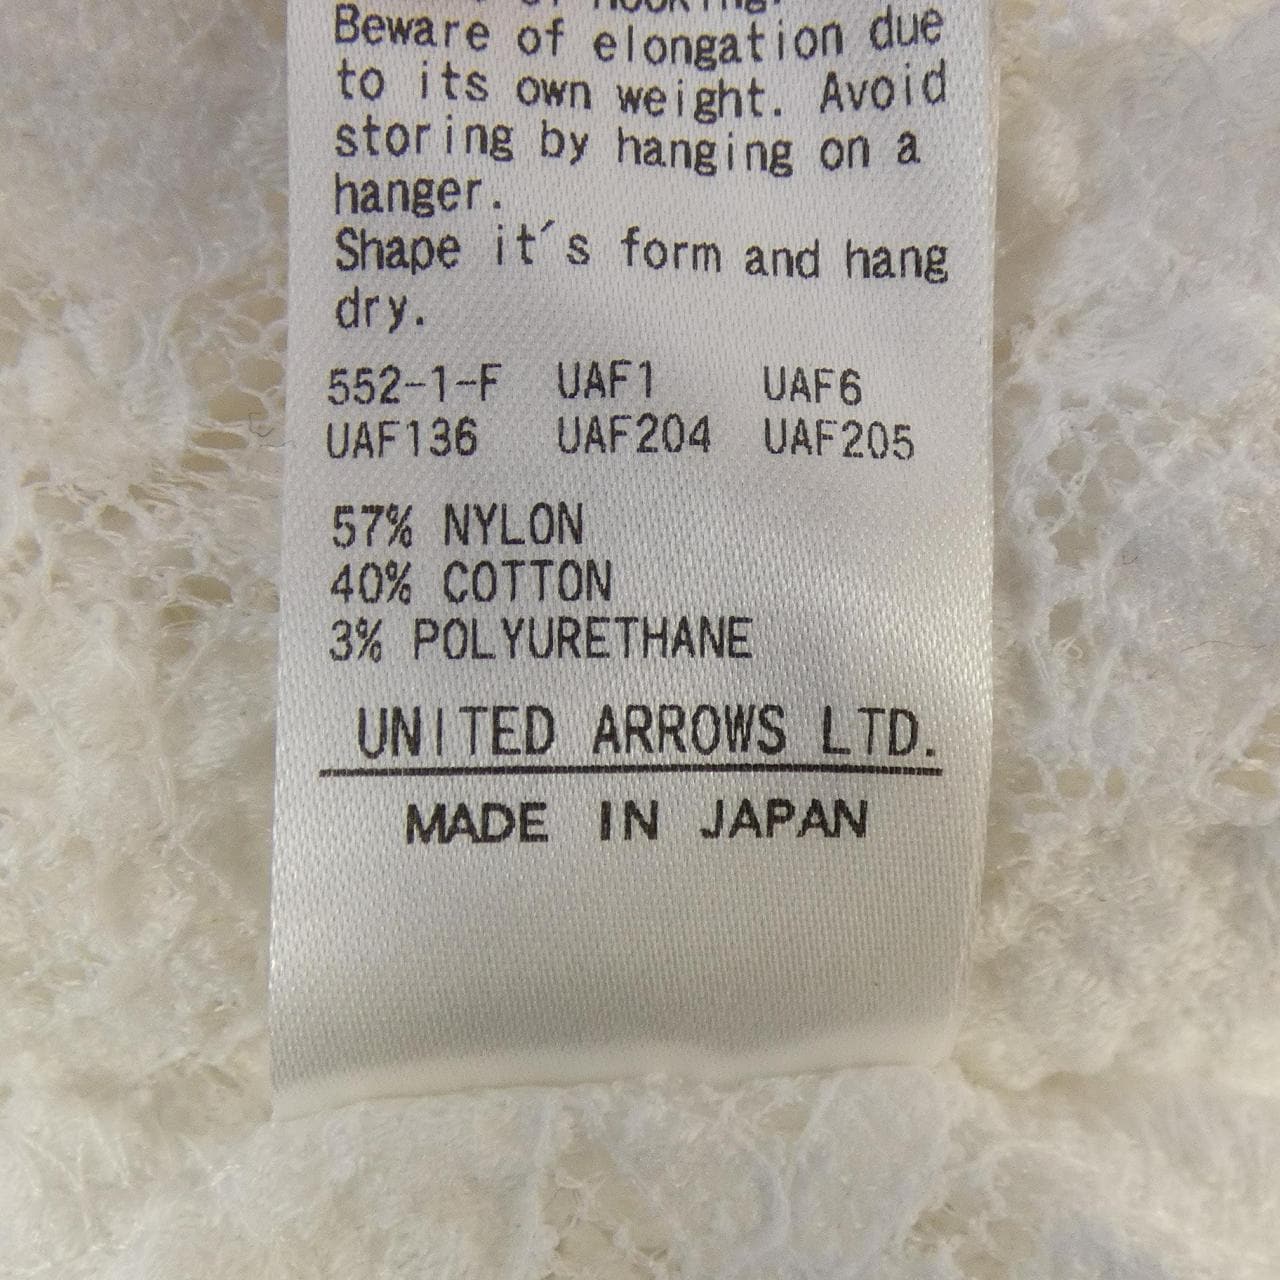 of hooking.
Beware of elongation due
to its own weight. Avoid
storing by hanging on a
hanger.
Shape it´s form and hang
dry.
552-1-F UAF1 UAF6
UAF136 UAF204 UAF205
57% NYLON
40% COTTON
3% POLYURETHANE
UNITED ARROWS LTD.
MADE IN JAPAN